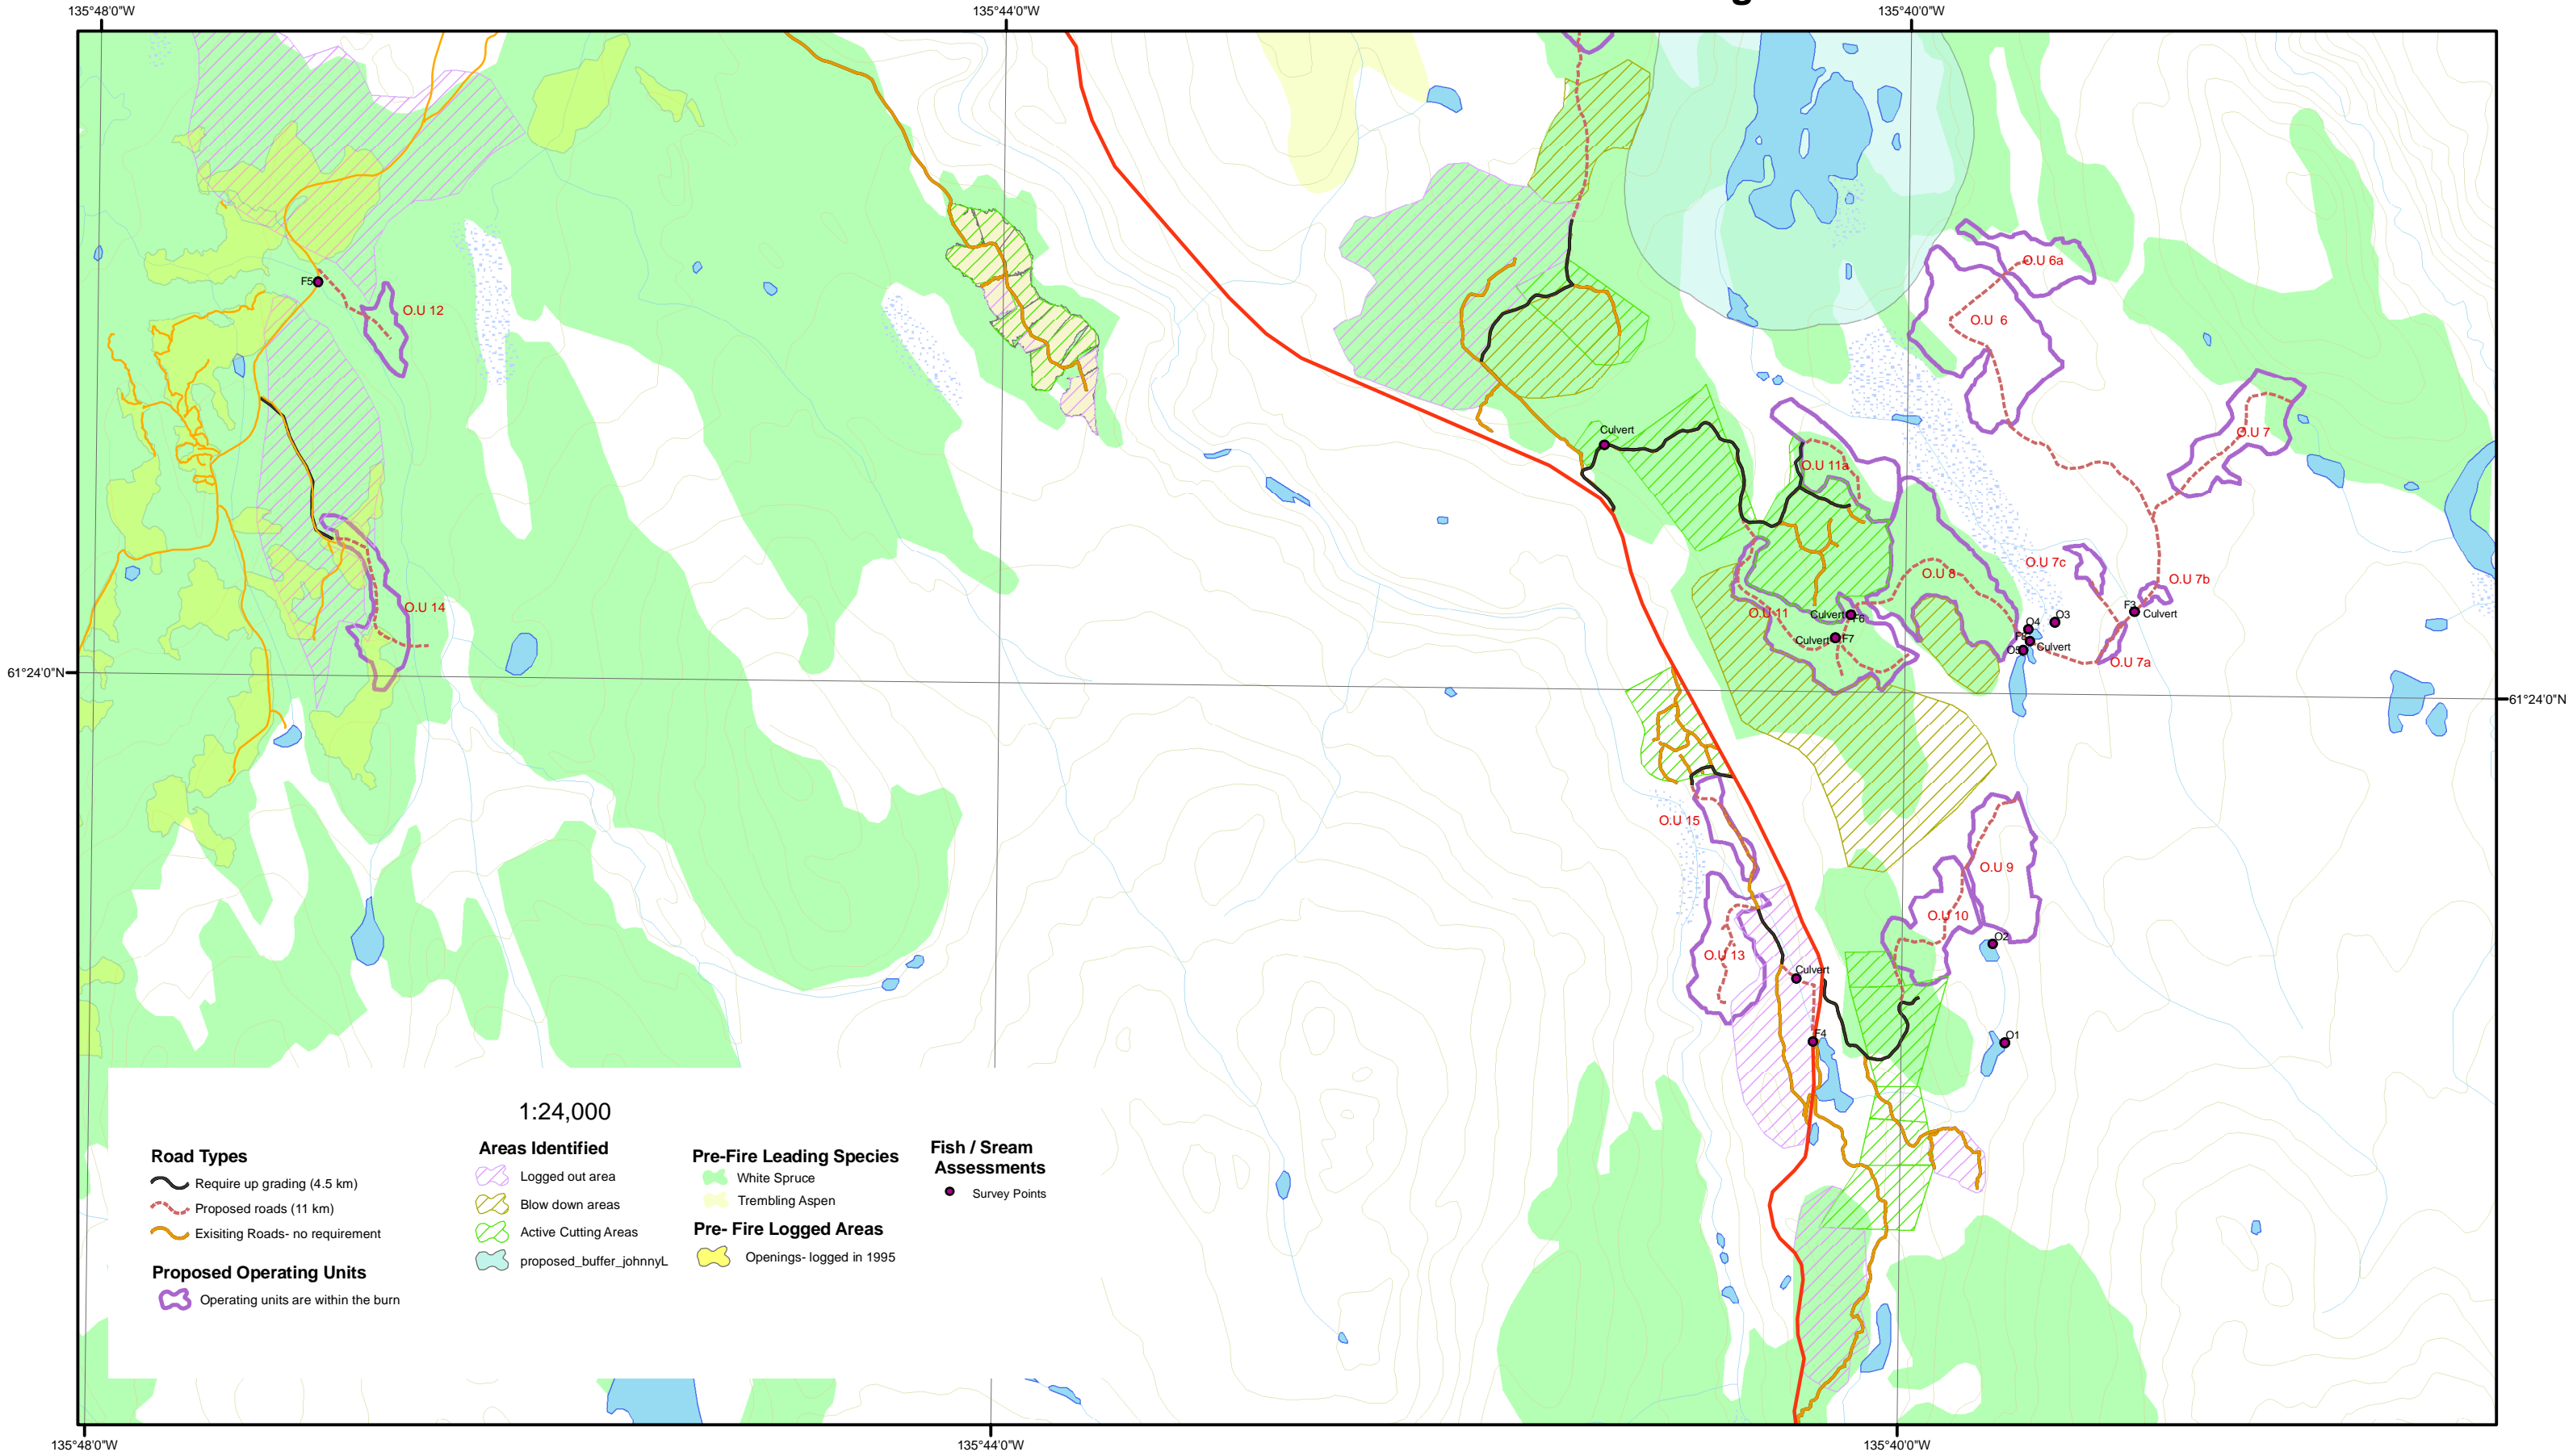 g
135°48'0"W
135°44'0"W
135°40'0"W
O.U 6a
F5
O.U 12
O.U 6
Culvert
O.U 7
O.U 11a
O.U 7c
O.U 8
O.U 7b
O.U 14
O.U 11
Culvert
F6
F3
Culvert
O3
O4
Culvert
F7
F8
Culvert
O5
O.U 7a
61°24'0"N
61°24'0"N
O.U 15
O.U 9
O.U 10
O2
O.U 13
Culvert
F4
O1
1:24,000
Road Types
Require up grading (4.5 km)
Proposed roads (11 km)
Exisiting Roads- no requirement
Proposed Operating Units
Operating units are within the burn
Areas Identified
Logged out area
Blow down areas
Active Cutting Areas
proposed_buffer_johnnyL
Pre-Fire Leading Species
White Spruce
Trembling Aspen
Pre- Fire Logged Areas
Openings- logged in 1995
Fish / Sream
Assessments
Survey Points
135°48'0"W
135°44'0"W
135°40'0"W